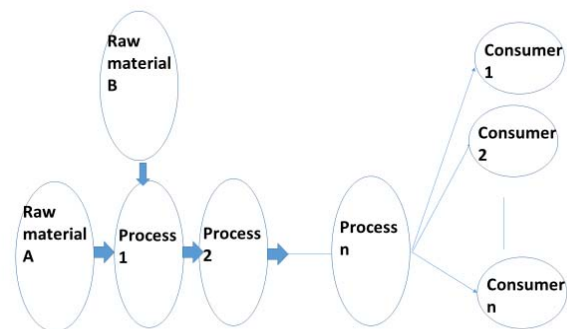 Raw
material
B
Raw
material
A
Process
1
Process
2
Process
n
Consumer
1
Consumer
2
Consumer
n